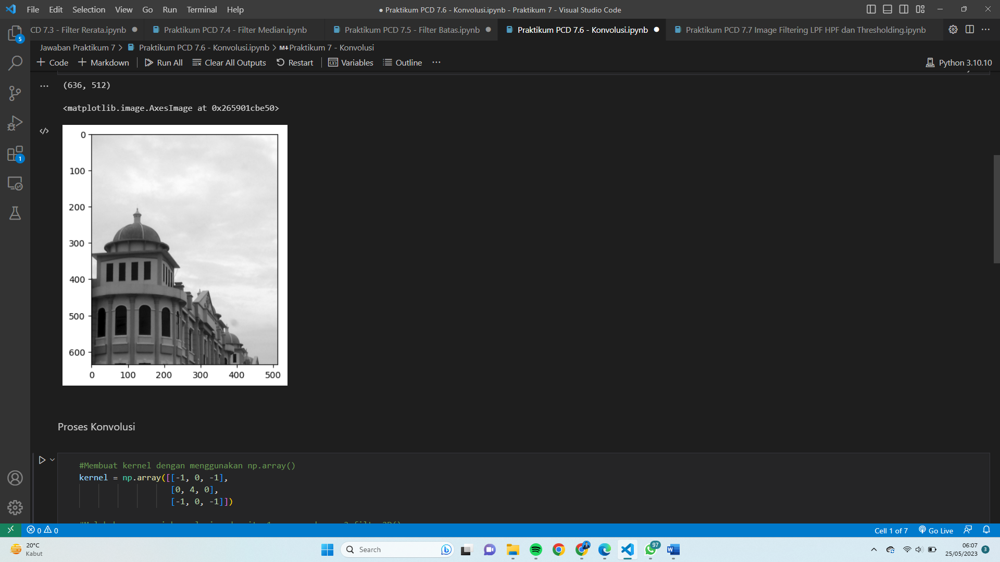 File Edit Selection View Go Run Terminal Help
● Praktikum PCD 7.6 - Konvolusi.ipynb - Praktikum 7 - Visual Studio Code
CD 7.3 - Filter Rerata.ipynb
Praktikum PCD 7.4 - Filter Median.ipynb
Praktikum PCD 7.5 - Filter Batas.ipynb
Praktikum PCD 7.6 - Konvolusi.ipynb
Praktikum PCD 7.7 Image Filtering LPF HPF dan Thresholding.ipynb
5
Jawaban Praktikum 7 > Praktikum PCD 7.6 - Konvolusi.ipynb > M↓Praktikum 7 - Konvolusi
+ Code + Markdown Run All Clear All Outputs Restart Variables Outline ···
Python 3.10.10
(636, 512)
<matplotlib.image.AxesImage at 0x265901cbe50>
1
0
100
200
300
400
500
600
0 100 200 300 400 500
Proses Konvolusi
#Membuat kernel dengan menggunakan np.array()
kernel = np.array([[-1, 0, -1],
[0, 4, 0],
[-1, 0, -1]])
0 0
Cell 1 of 7 Go Live
20°C
Kabut
Search
97
06:07
25/05/2023
3